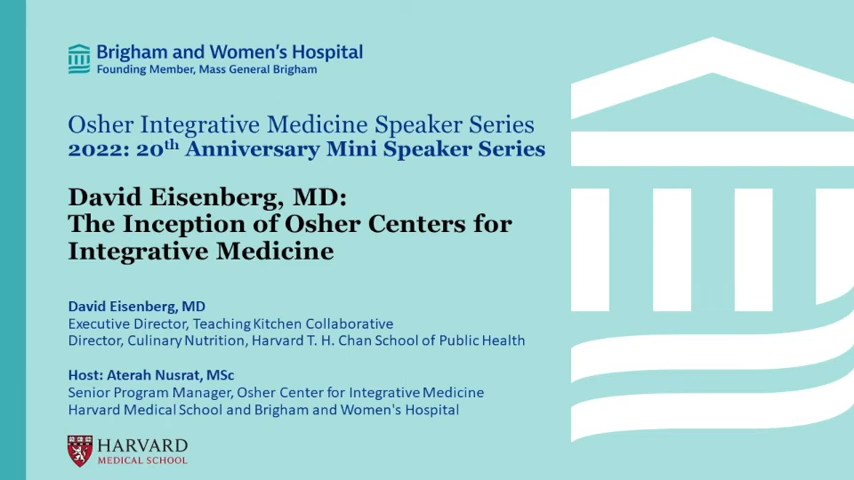 Brigham and Women's Hospital
Founding Member, Mass General Brigham
Osher Integrative Medicine Speaker Series
2022: 20th Anniversary Mini Speaker Series
David Eisenberg, MD:
The Inception of Osher Centers for
Integrative Medicine
David Eisenberg, MD
Executive Director, Teaching Kitchen Collaborative
Director, Culinary Nutrition, Harvard T. H. Chan School of Public Health
Host: Aterah Nusrat, MSc
Senior Program Manager, Osher Center for Integrative Medicine
Harvard Medical School and Brigham and Women's Hospital
HARVARD
MEDICAL SCHOOL